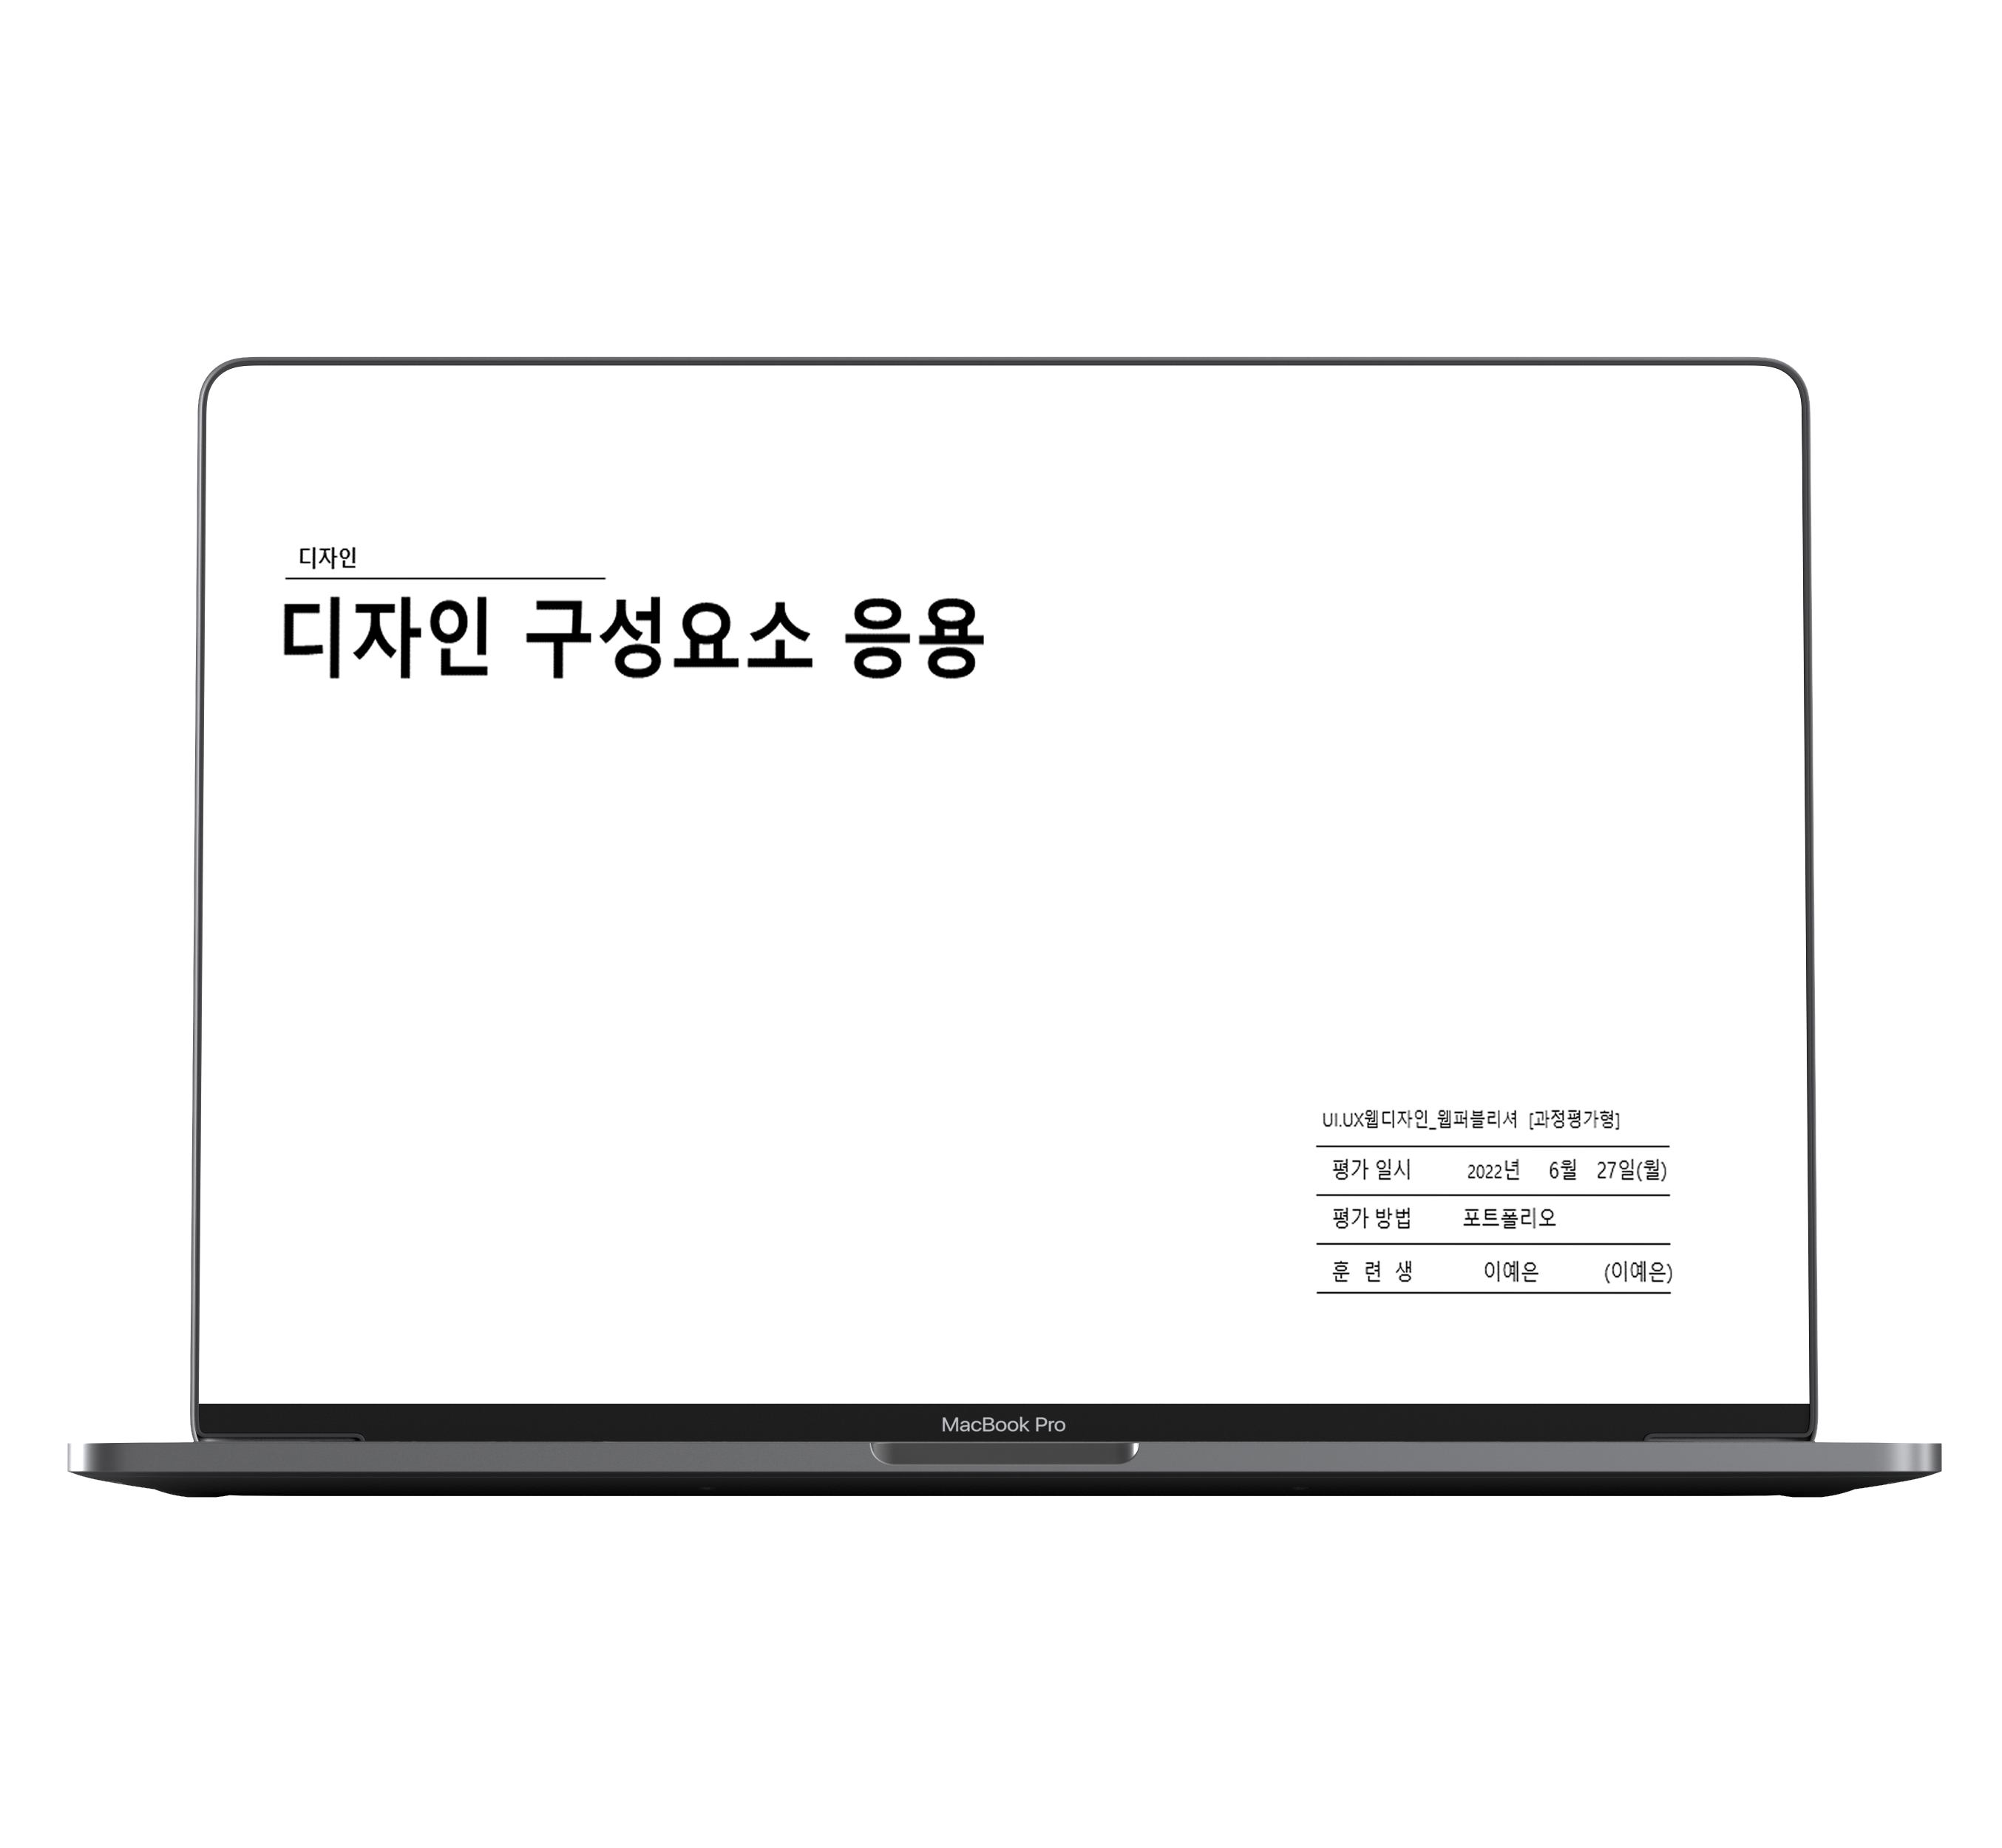 디자인
디자인 구성요소 응용
UI.UX웹디자인_웹퍼블리셔 [과정평가형]
평가 일시 2022년 6월 27일(월)
평가 방법 포트폴리오
훈 련 생 이예은 (이예은)
MacBook Pro